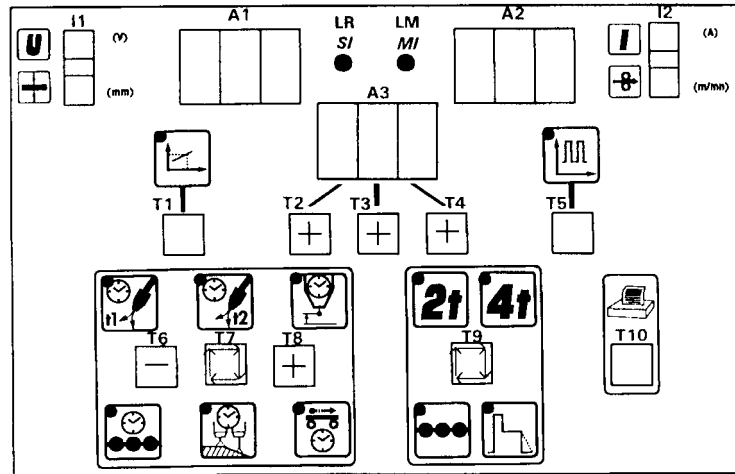 I1 (V) A1 LR LM A2 I2 (A)
U SI MI I
(mm) (m/mn)
A3
T1 T2 T3 T4 T5
t1 t2 2t 4t
T6 T7 T8 T9 T10